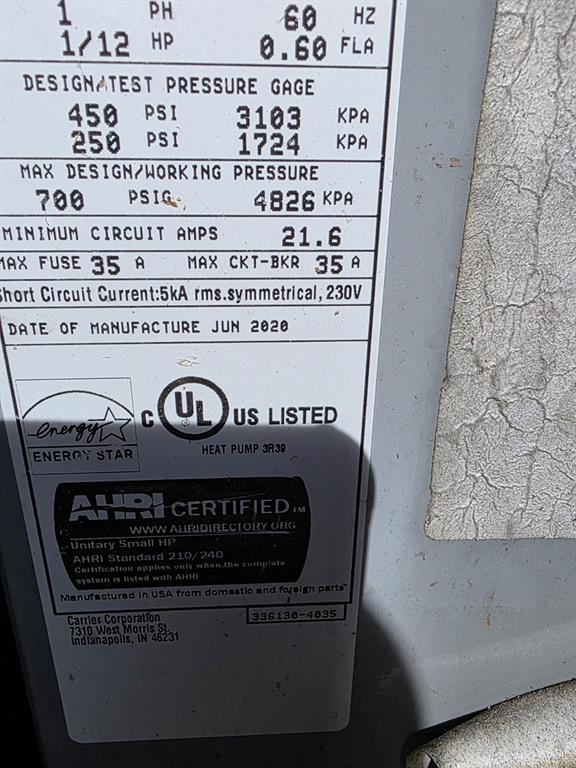 1 PH 60 HZ
1/12 HP 0.60 FLA
DESIGN/TEST PRESSURE GAGE
450 PSI 3103 KPA
250 PSI 1724 KPA
MAX DESIGN/WORKING PRESSURE
700 PSIG 4826 KPA
MINIMUM CIRCUIT AMPS 21.6
MAX FUSE 35 A MAX CKT-BKR 35 A
Short Circuit Current:5kA rms.symmetrical, 230V
DATE OF MANUFACTURE JUN 2020
energy
ENERGY STAR
C UL US LISTED
HEAT PUMP 3R39
AHRI CERTIFIED TM
WWW.AHRIDIRECTORY.ORG
Unitary Small HP
AHRI Standard 210/240
Certification applies only when the complete
system is listed with AHRI
Manufactured in USA from domestic and foreign parts
Carrier Corporation 336130-4035
7310 West Morris St.
Indianapolis, IN 46231